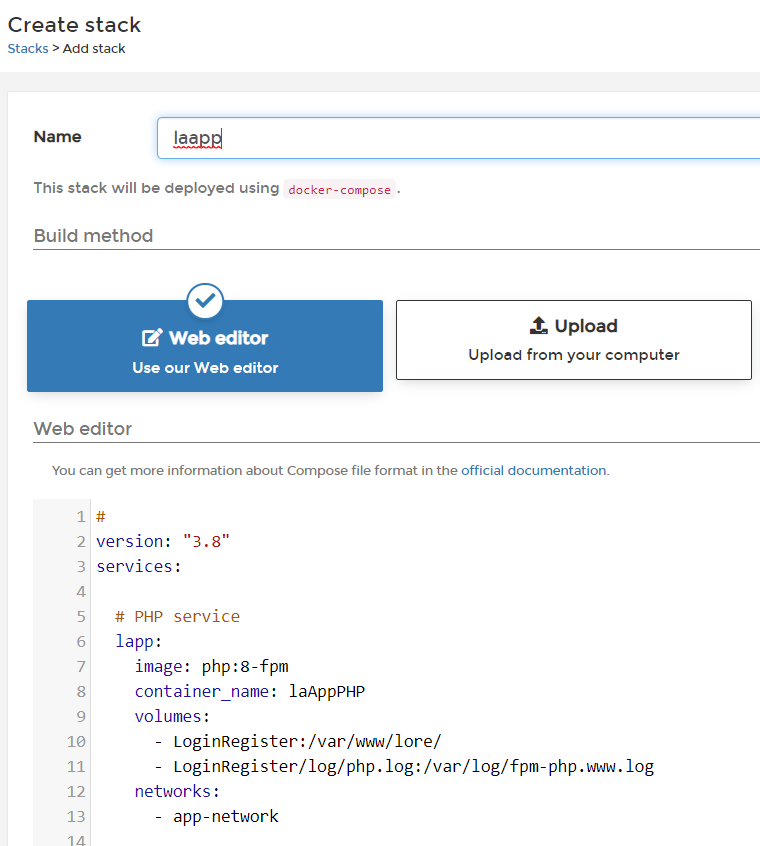 Create stack
Stacks > Add stack
Name laapp
This stack will be deployed using docker-compose .
Build method
Web editor
Use our Web editor
Upload
Upload from your computer
Web editor
You can get more information about Compose file format in the official documentation.
1 #
2 version: "3.8"
3 services:
4
5 # PHP service
6 lapp:
7 image: php:8-fpm
8 container_name: laAppPHP
9 volumes:
10 - LoginRegister:/var/www/lore/
11 - LoginRegister/log/php.log:/var/log/fpm-php.www.log
12 networks:
13 - app-network
14